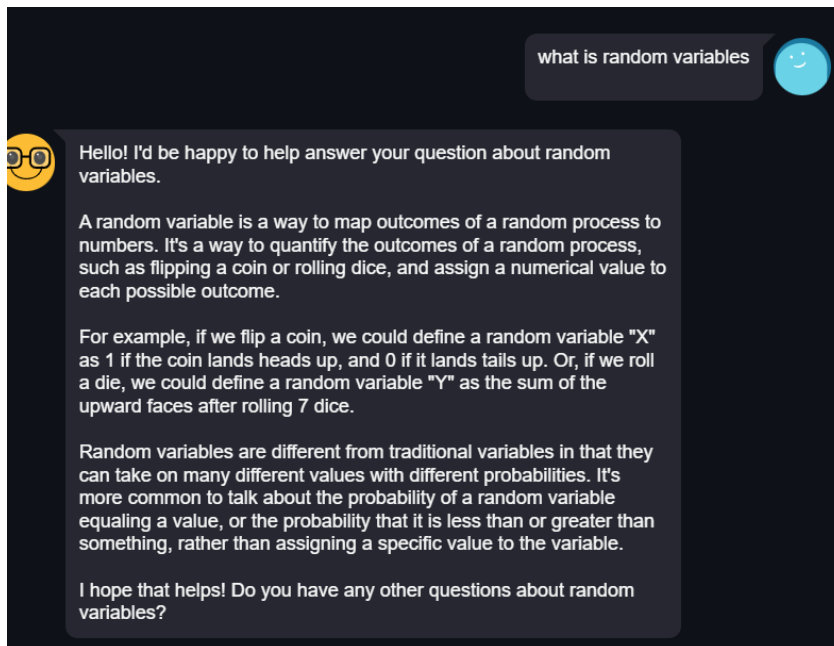 what is random variables
Hello! I'd be happy to help answer your question about random
variables.
A random variable is a way to map outcomes of a random process to
numbers. It's a way to quantify the outcomes of a random process,
such as flipping a coin or rolling dice, and assign a numerical value to
each possible outcome.
For example, if we flip a coin, we could define a random variable "X"
as 1 if the coin lands heads up, and 0 if it lands tails up. Or, if we roll
a die, we could define a random variable "Y" as the sum of the
upward faces after rolling 7 dice.
Random variables are different from traditional variables in that they
can take on many different values with different probabilities. It's
more common to talk about the probability of a random variable
equaling a value, or the probability that it is less than or greater than
something, rather than assigning a specific value to the variable.
I hope that helps! Do you have any other questions about random
variables?